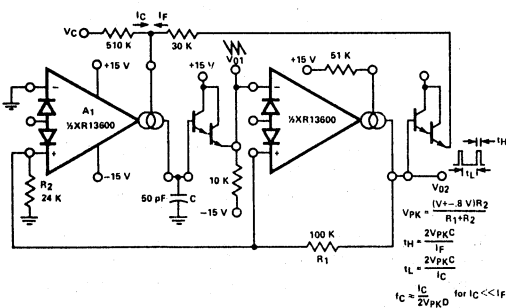 IC IF
VC 510 K 30 K
+15 V +15 V VO1 51 K
+15 V
A1
½XR13600
½XR13600
tH
tL
R2
24 K
-15 V
50 pF C
10 K
-15 V
VO2
100 K
R1
VPK = (V+-.8 V)R2 / R1+R2
tH = 2VPKC / IF
tL = 2VPKC / IC
fC ≈ IC / 2VPKD for IC<<IF